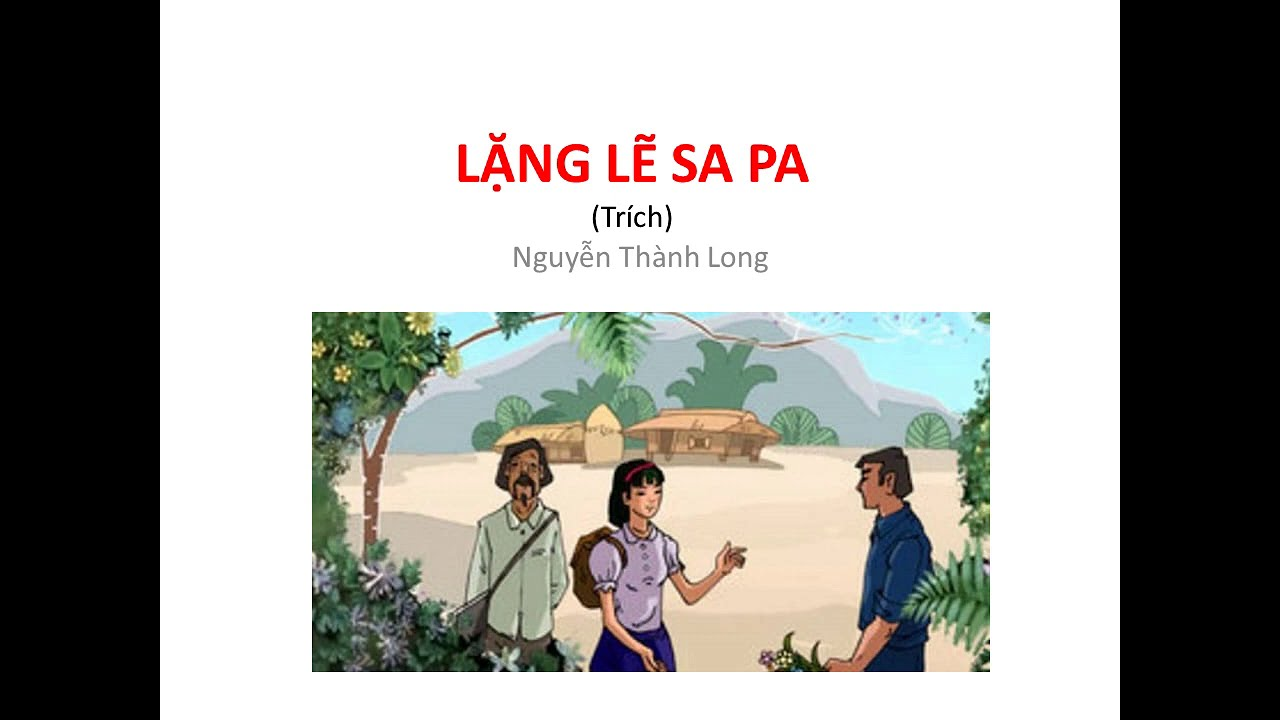 LẶNG LẼ SA PA
(Trích)
Nguyễn Thành Long